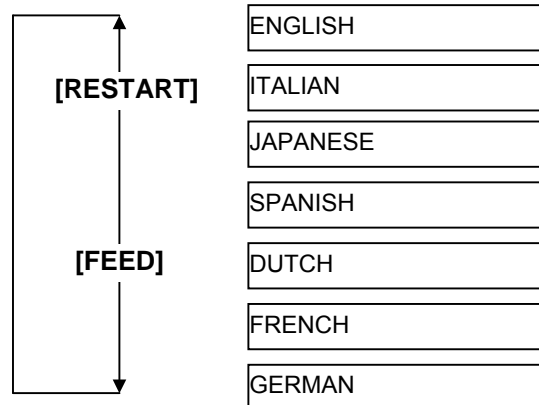 ENGLISH
[RESTART]
ITALIAN
JAPANESE
SPANISH
[FEED]
DUTCH
FRENCH
GERMAN